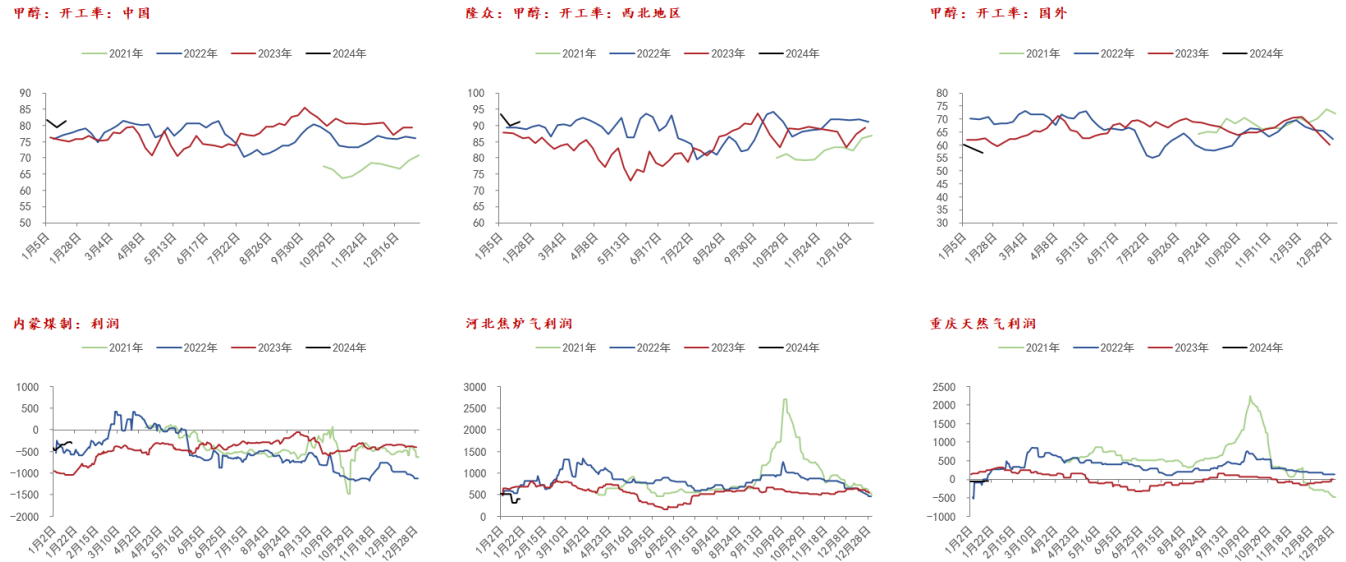 甲醇：开工率：中国
2021年 2022年 2023年 2024年
90
85
80
75
70
65
60
55
50
1月5日 1月28日 3月4日 4月8日 5月13日 6月17日 7月22日 8月26日 9月30日 10月29日 11月24日 12月16日
隆众：甲醇：开工率：西北地区
2021年 2022年 2023年 2024年
100
95
90
85
80
75
70
65
60
1月5日 1月28日 3月4日 4月8日 5月13日 6月17日 7月22日 8月26日 9月30日 10月29日 11月24日 12月16日
甲醇：开工率：国外
2021年 2022年 2023年 2024年
80
75
70
65
60
55
50
45
40
35
30
1月5日 1月28日 3月4日 4月8日 5月13日 6月17日 7月22日 8月26日 9月24日 10月20日 11月11日 12月3日 12月29日
内蒙煤制：利润
2021年 2022年 2023年 2024年
1000
500
0
-500
-1000
-1500
-2000
1月2日 1月22日 2月15日 3月10日 4月2日 4月23日 5月16日 6月5日 6月25日 7月15日 8月4日 8月24日 9月13日 10月9日 10月29日 11月18日 12月8日 12月28日
河北焦炉气利润
2021年 2022年 2023年 2024年
3000
2500
2000
1500
1000
500
0
1月2日 1月22日 2月15日 3月10日 4月2日 4月23日 5月16日 6月5日 6月25日 7月15日 8月4日 8月24日 9月13日 10月9日 10月29日 11月18日 12月8日 12月28日
重庆天然气利润
2021年 2022年 2023年 2024年
2500
2000
1500
1000
500
0
-500
-1000
1月2日 1月22日 2月15日 3月10日 4月2日 4月23日 5月16日 6月5日 6月25日 7月15日 8月4日 8月24日 9月13日 10月9日 10月29日 11月18日 12月8日 12月28日